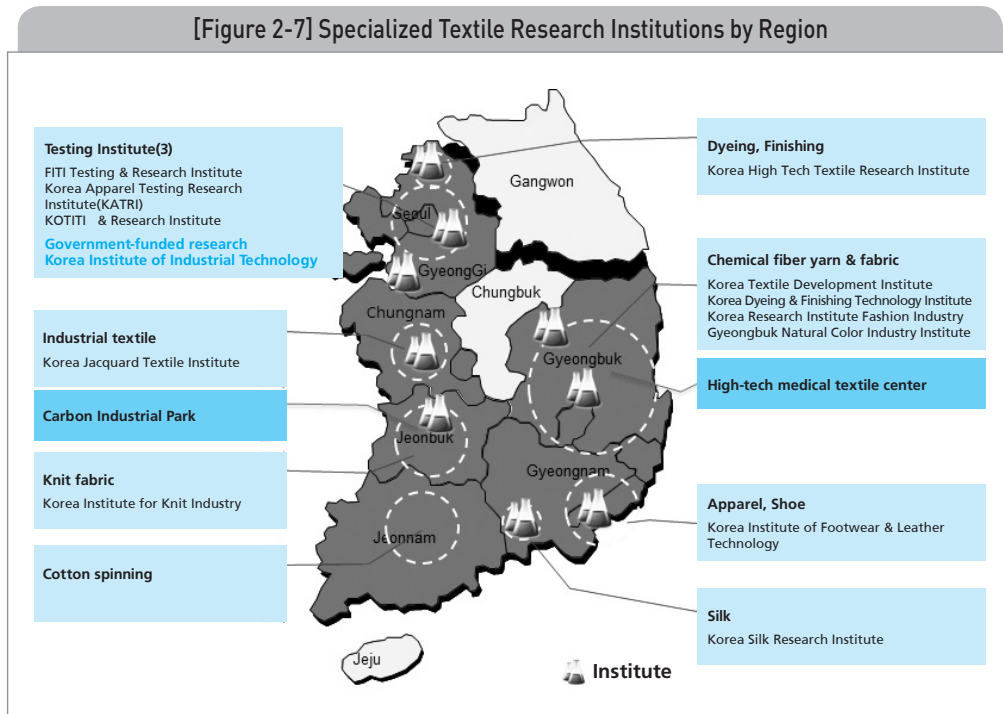 [Figure 2-7] Specialized Textile Research Institutions by Region
Testing Institute(3)
FITI Testing & Research Institute
Korea Apparel Testing Research
Institute(KATRI)
KOTITI & Research Institute
Government-funded research
Korea Institute of Industrial Technology
Industrial textile
Korea Jacquard Textile Institute
Carbon Industrial Park
Knit fabric
Korea Institute for Knit Industry
Cotton spinning
Gangwon
Seoul
GyeongGi
Chungbuk
Chungnam
Gyeongbuk
Jeonbuk
Gyeongnam
Jeonnam
Jeju
Dyeing, Finishing
Korea High Tech Textile Research Institute
Chemical fiber yarn & fabric
Korea Textile Development Institute
Korea Dyeing & Finishing Technology Institute
Korea Research Institute Fashion Industry
Gyeongbuk Natural Color Industry Institute
High-tech medical textile center
Apparel, Shoe
Korea Institute of Footwear & Leather
Technology
Silk
Korea Silk Research Institute
Institute